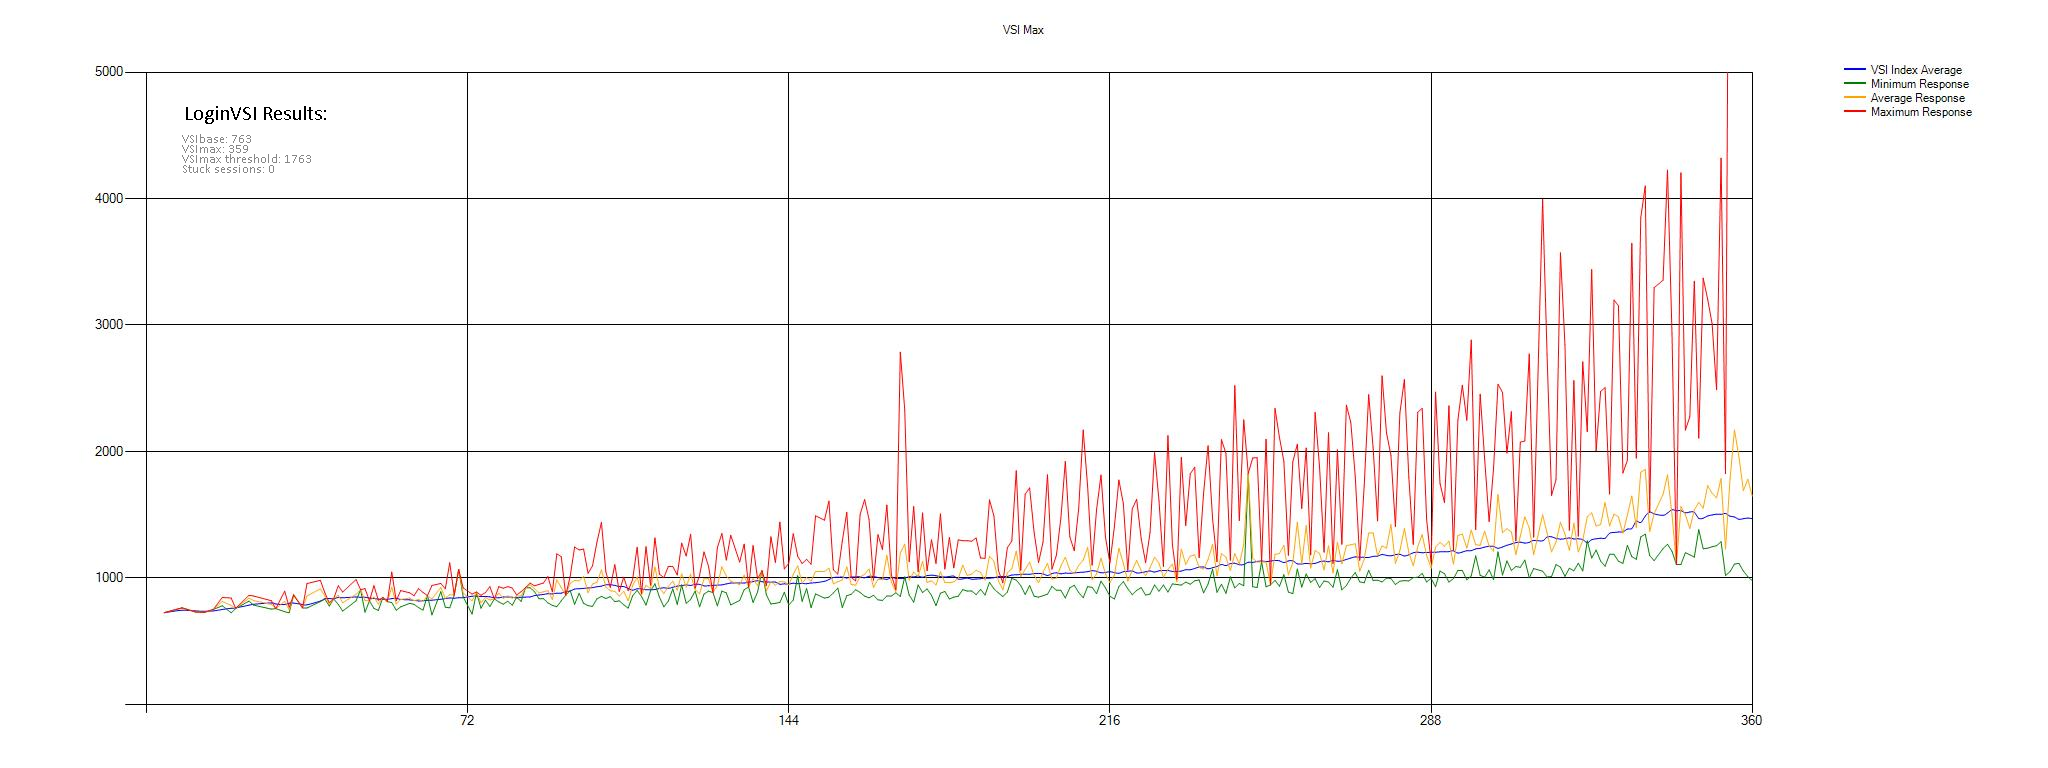 VSI Max
5000
4000
3000
2000
1000
72
144
216
288
360
LoginVSI Results:
VSIbase: 763
VSImax: 359
VSImax threshold: 1763
Stuck sessions: 0
VSI Index Average
Minimum Response
Average Response
Maximum Response